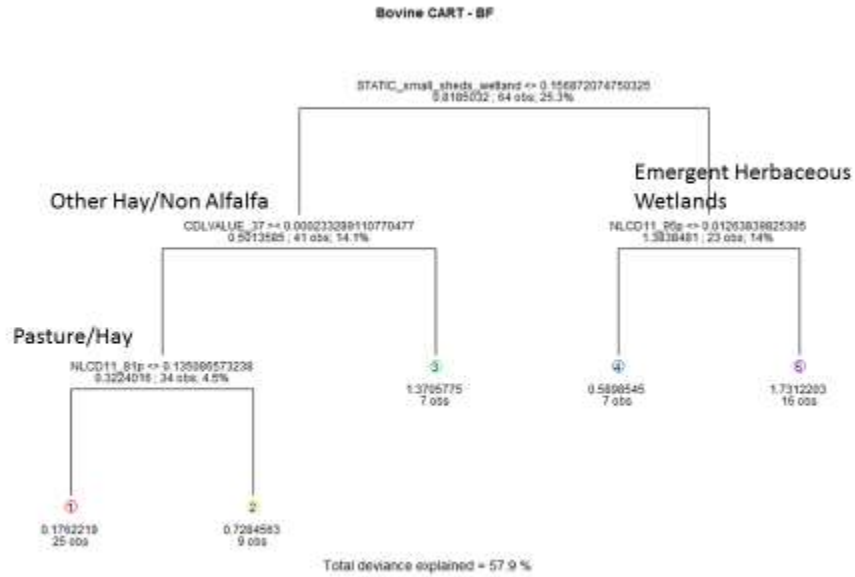 Bovine CART - BF
STATIC_small_sheds_wetland <> 0.156872074750325
0.8185032 ; 64 obs; 25.3%
Emergent Herbaceous
Wetlands
Other Hay/Non Alfalfa
CDLVALUE_37 >< 0.000233289110770477
0.5013585 ; 41 obs; 14.1%
NLCD11_95p <> 0.01263839825305
1.3838481 ; 23 obs; 14%
Pasture/Hay
NLCD11_81p <> 0.135086573238
0.3224016 ; 34 obs; 4.5%
3
1.3705775
7 obs
4
0.5898545
7 obs
5
1.7312203
16 obs
1
0.1762219
25 obs
2
0.7284563
9 obs
Total deviance explained = 57.9 %